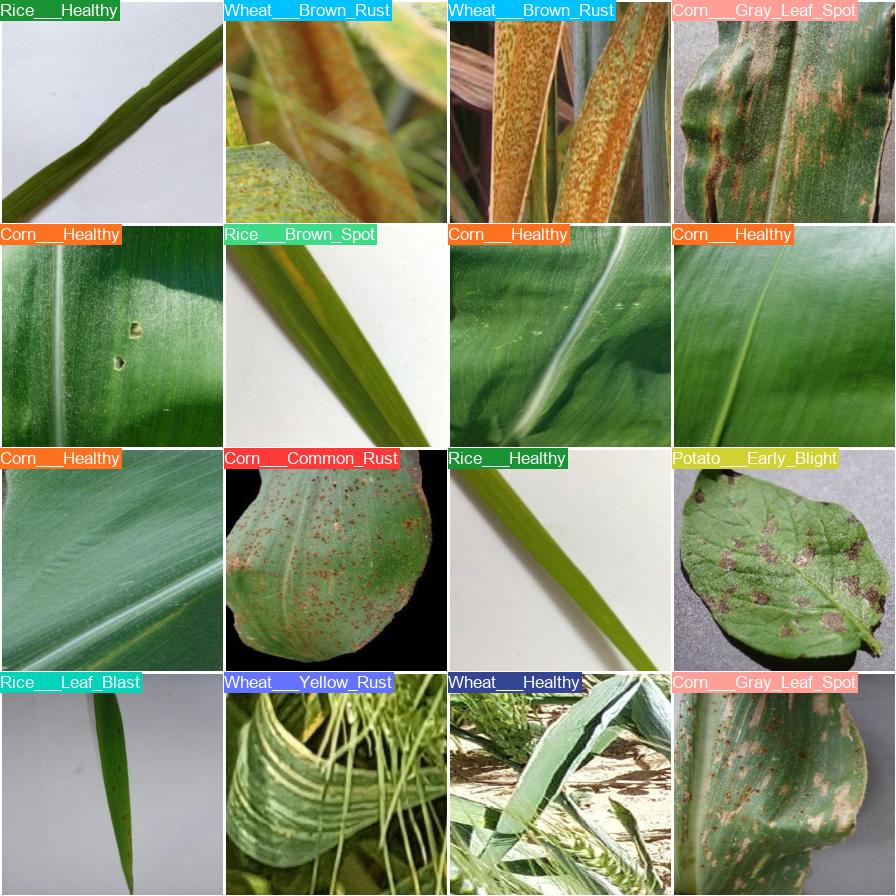 Rice___Healthy
Wheat___Brown_Rust
Wheat___Brown_Rust
Corn___Gray_Leaf_Spot
Corn___Healthy
Rice___Brown_Spot
Corn___Healthy
Corn___Healthy
Corn___Healthy
Corn___Common_Rust
Rice___Healthy
Potato___Early_Blight
Rice___Leaf_Blast
Wheat___Yellow_Rust
Wheat___Healthy
Corn___Gray_Leaf_Spot